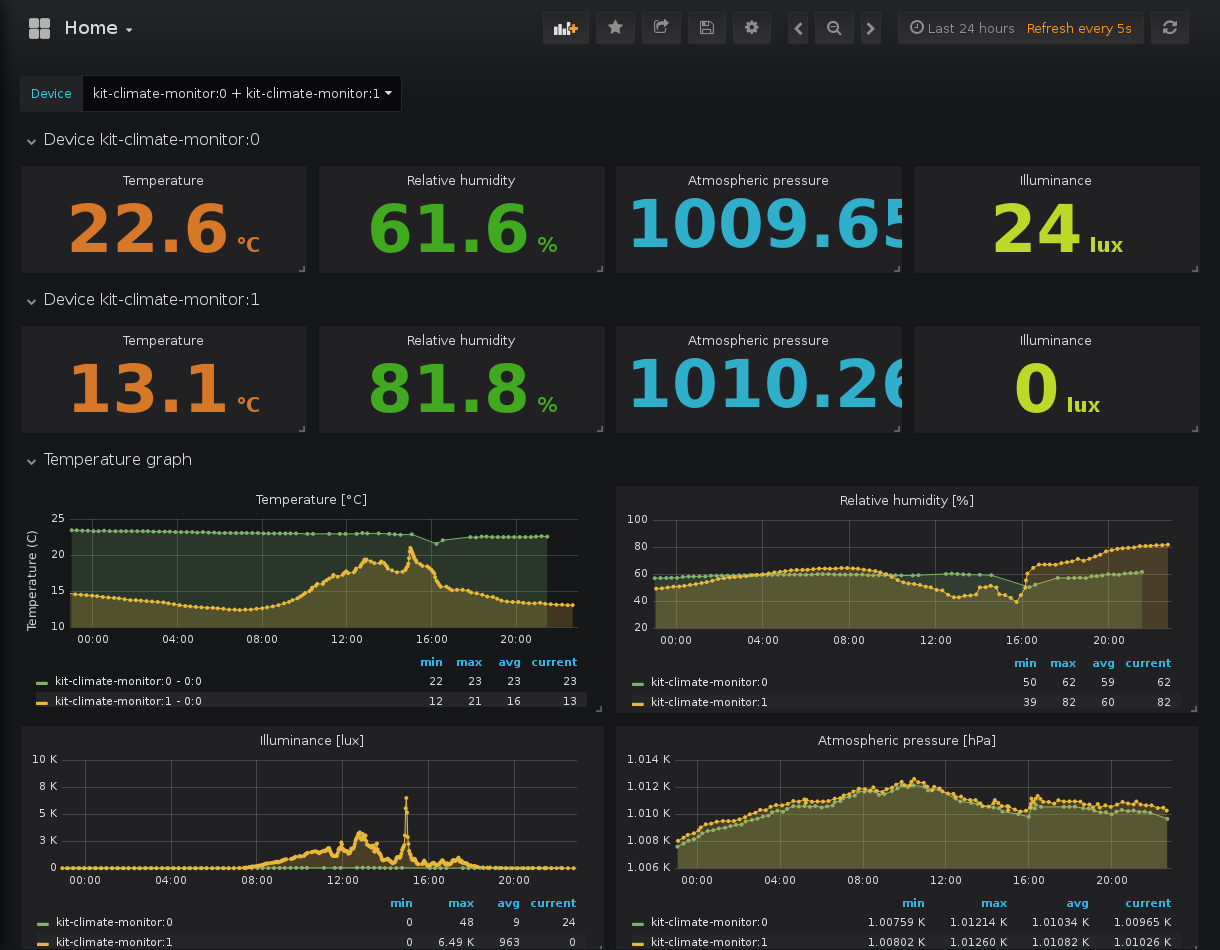 Home
Last 24 hours Refresh every 5s
Device kit-climate-monitor:0 + kit-climate-monitor:1
Device kit-climate-monitor:0
Temperature Relative humidity Atmospheric pressure Illuminance
22.6 °C 61.6 % 1009.65 24 lux
Device kit-climate-monitor:1
Temperature Relative humidity Atmospheric pressure Illuminance
13.1 °C 81.8 % 1010.26 0 lux
Temperature graph
Temperature [°C]
Temperature (C)
25
20
15
10
00:00 04:00 08:00 12:00 16:00 20:00
min max avg current
kit-climate-monitor:0 - 0:0 22 23 23 23
kit-climate-monitor:1 - 0:0 12 21 16 13
Relative humidity [%]
100
80
60
40
20
00:00 04:00 08:00 12:00 16:00 20:00
min max avg current
kit-climate-monitor:0 50 62 59 62
kit-climate-monitor:1 39 82 60 82
Illuminance [lux]
10 K
8 K
5 K
3 K
0
00:00 04:00 08:00 12:00 16:00 20:00
min max avg current
kit-climate-monitor:0 0 48 9 24
kit-climate-monitor:1 0 6.49 K 963 0
Atmospheric pressure [hPa]
1.014 K
1.012 K
1.010 K
1.008 K
1.006 K
00:00 04:00 08:00 12:00 16:00 20:00
min max avg current
kit-climate-monitor:0 1.00759 K 1.01214 K 1.01034 K 1.00965 K
kit-climate-monitor:1 1.00802 K 1.01260 K 1.01082 K 1.01026 K